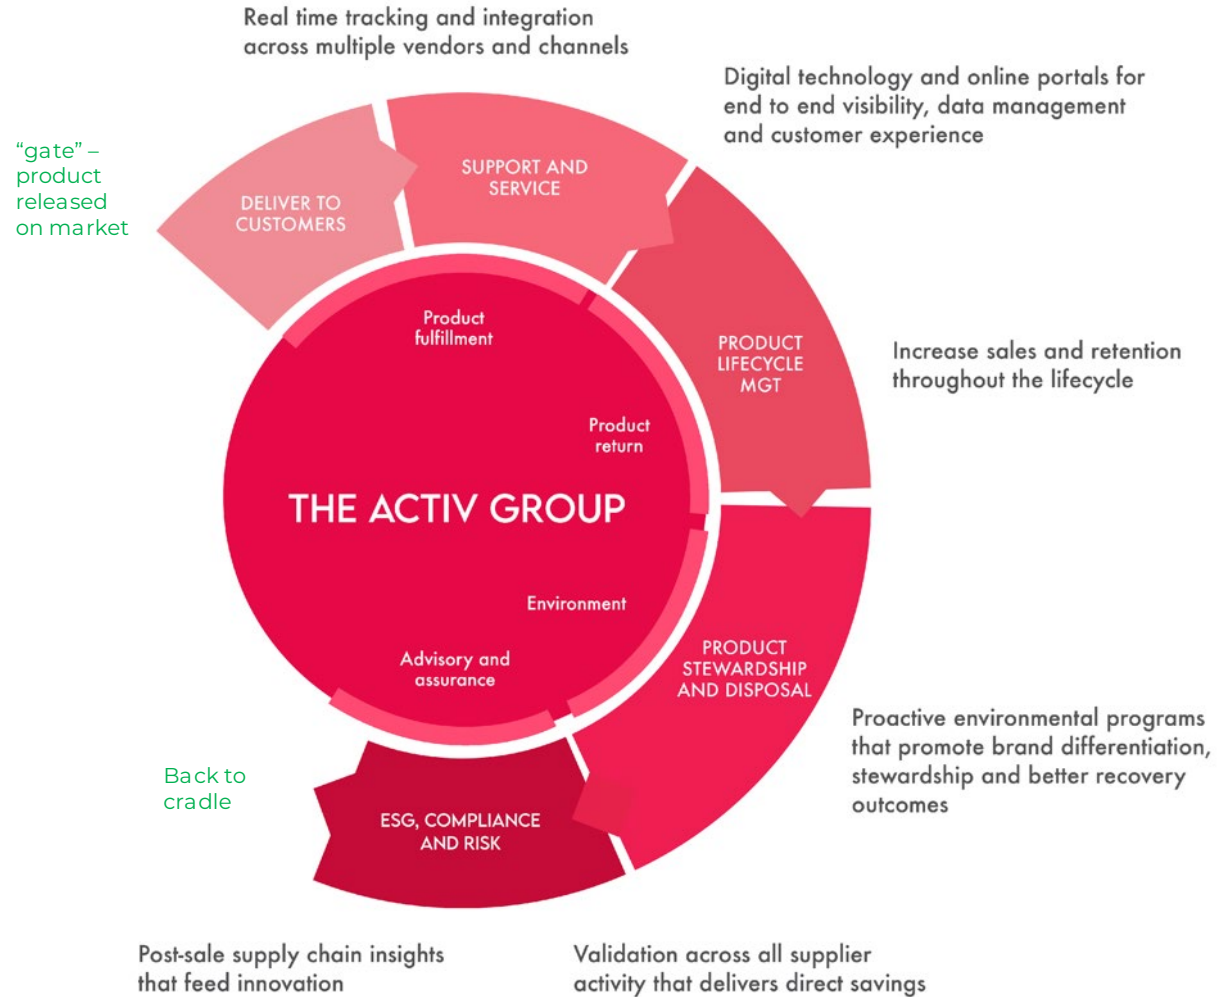 Real time tracking and integration
across multiple vendors and channels
Digital technology and online portals for
end to end visibility, data management
and customer experience
“gate” –
product
released
on market
DELIVER TO
CUSTOMERS
SUPPORT AND
SERVICE
PRODUCT
LIFECYCLE
MGT
Increase sales and retention
throughout the lifecycle
Product
fulfillment
Product
return
THE ACTIV GROUP
Environment
Advisory and
assurance
PRODUCT
STEWARDSHIP
AND DISPOSAL
Proactive environmental programs
that promote brand differentiation,
stewardship and better recovery
outcomes
Back to
cradle
ESG, COMPLIANCE
AND RISK
Post-sale supply chain insights
that feed innovation
Validation across all supplier
activity that delivers direct savings